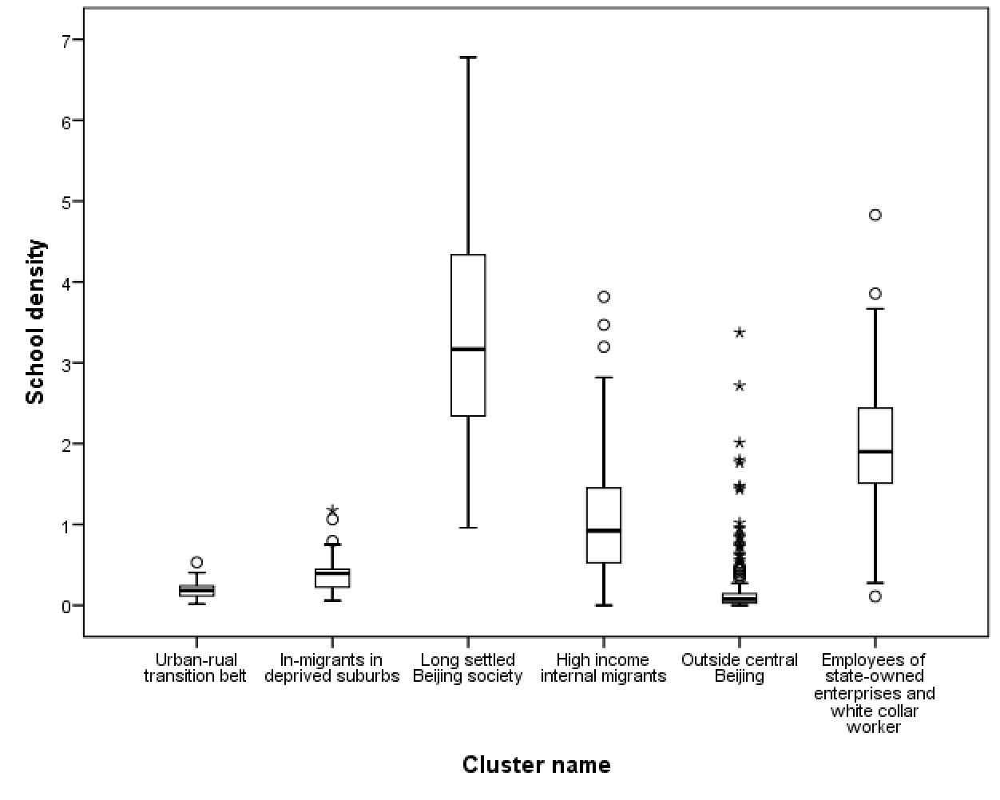 7
6
5
4
3
2
1
0
School density
Urban-rual
transition belt
In-migrants in
deprived suburbs
Long settled
Beijing society
High income
internal migrants
Outside central
Beijing
Employees of
state-owned
enterprises and
white collar
worker
Cluster name